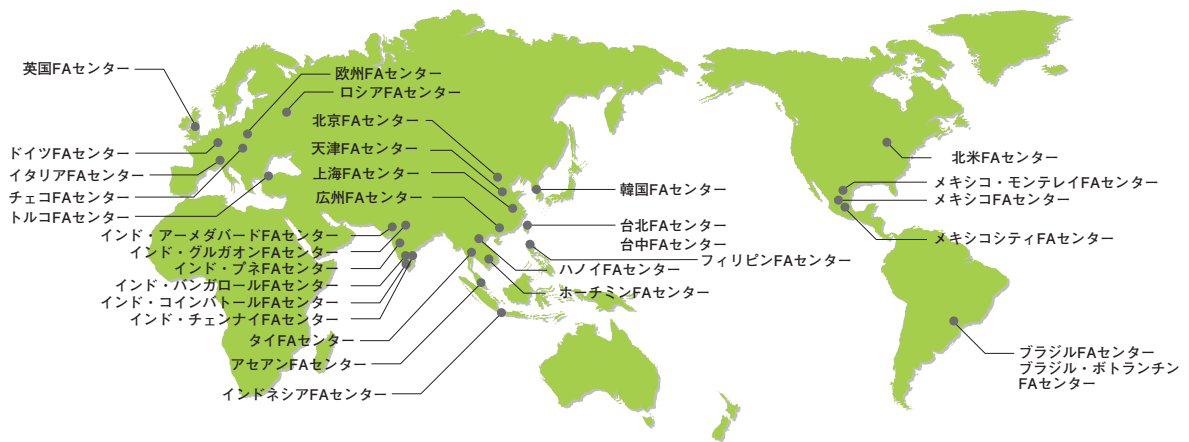 英国FAセンター
欧州FAセンター
ロシアFAセンター
北京FAセンター
ドイツFAセンター
天津FAセンター
イタリアFAセンター
上海FAセンター
チェコFAセンター
広州FAセンター
トルコFAセンター
韓国FAセンター
台北FAセンター
台中FAセンター
フィリピンFAセンター
ハノイFAセンター
ホーチミンFAセンター
インド・アーメダバードFAセンター
インド・グルガオンFAセンター
インド・プネFAセンター
インド・バンガロールFAセンター
インド・コインバトールFAセンター
インド・チェンナイFAセンター
タイFAセンター
アセアンFAセンター
インドネシアFAセンター
北米FAセンター
メキシコ・モンテレイFAセンター
メキシコFAセンター
メキシコシティFAセンター
ブラジルFAセンター
ブラジル・ボトランチン
FAセンター